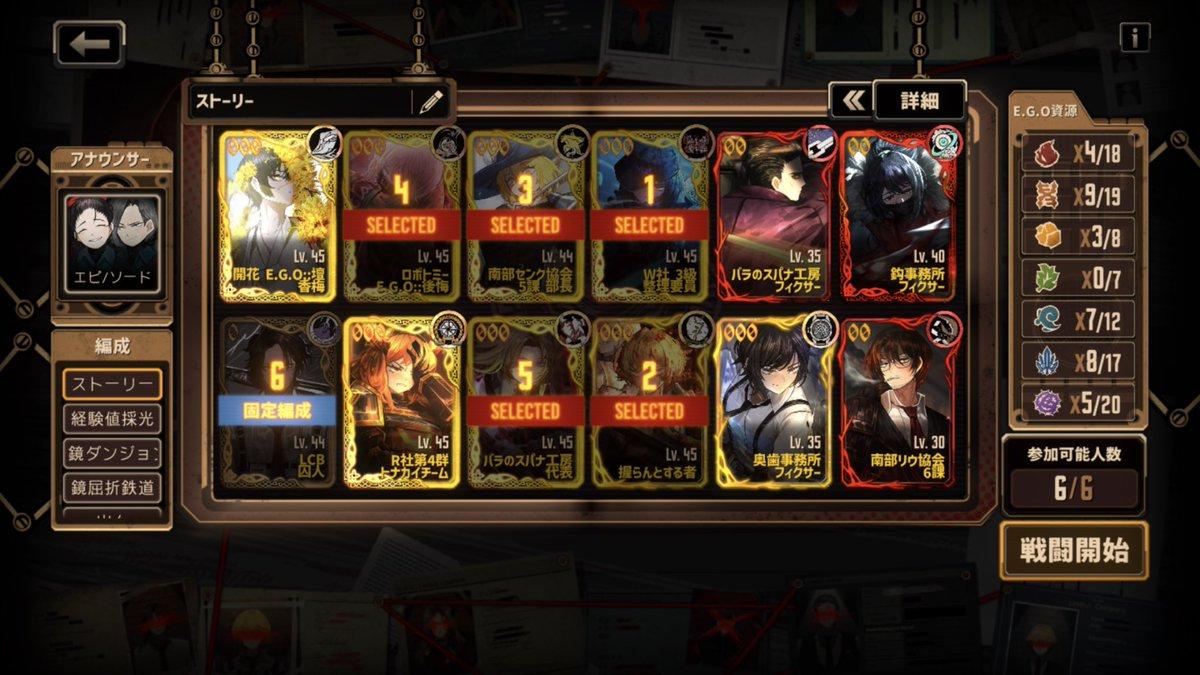 ストーリー
詳細
アナウンサー
エピソード
編成
ストーリー
経験値採光
鏡ダンジョン
鏡屈折鉄道
Lv. 45
開花 E.G.O::壇
香梅
4
SELECTED
Lv. 45
ロボトミー
E.G.O::後悔
3
SELECTED
Lv. 44
南部センク協会
5課 部長
1
SELECTED
Lv. 45
W社 3級
整理要員
Lv. 35
バラのスパナ工房
フィクサー
Lv. 40
鈎事務所
フィクサー
6
固定編成
Lv. 44
LCB
囚人
Lv. 45
R社第4群
トナカイチーム
5
SELECTED
Lv. 45
バラのスパナ工房
代表
2
SELECTED
Lv. 45
握らんとする者
Lv. 35
奥歯事務所
フィクサー
Lv. 30
南部リウ協会
6課
E.G.O資源
X4/18
X9/19
X3/8
X0/7
X7/12
X8/17
X5/20
参加可能人数
6/6
戦闘開始